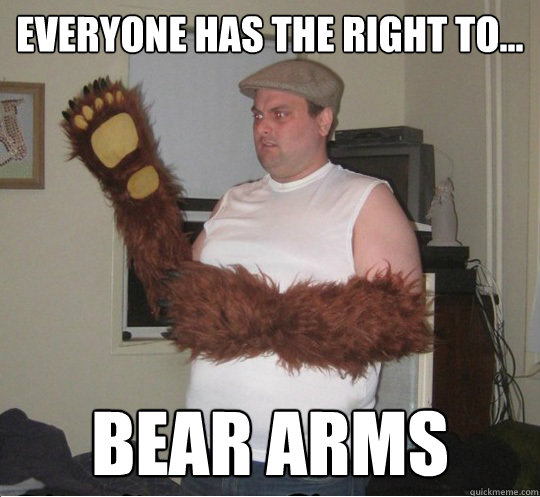 EVERYONE HAS THE RIGHT TO...
BEAR ARMS
quickmeme.com